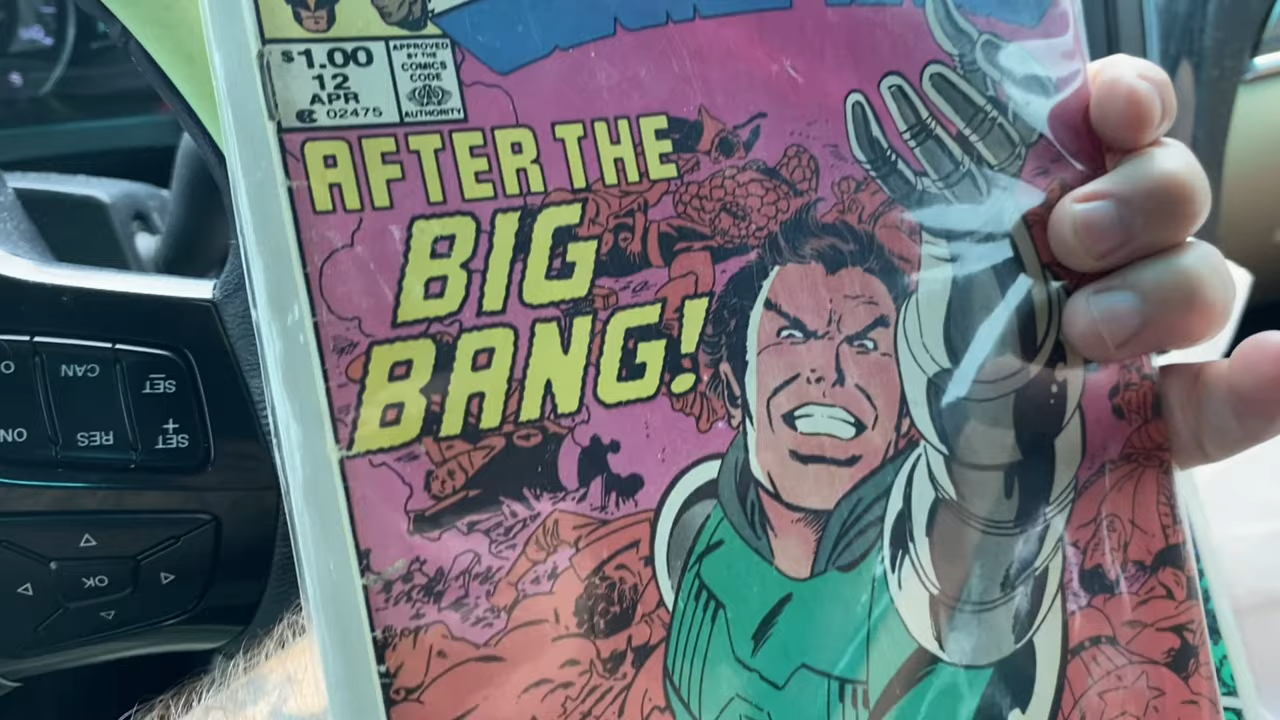 $1.00
12
APR
02475
APPROVED
BY THE
COMICS
CODE
AUTHORITY
AFTER THE
BIG
BANG!
CAN
SET
-
RES
SET
+
ON
OK